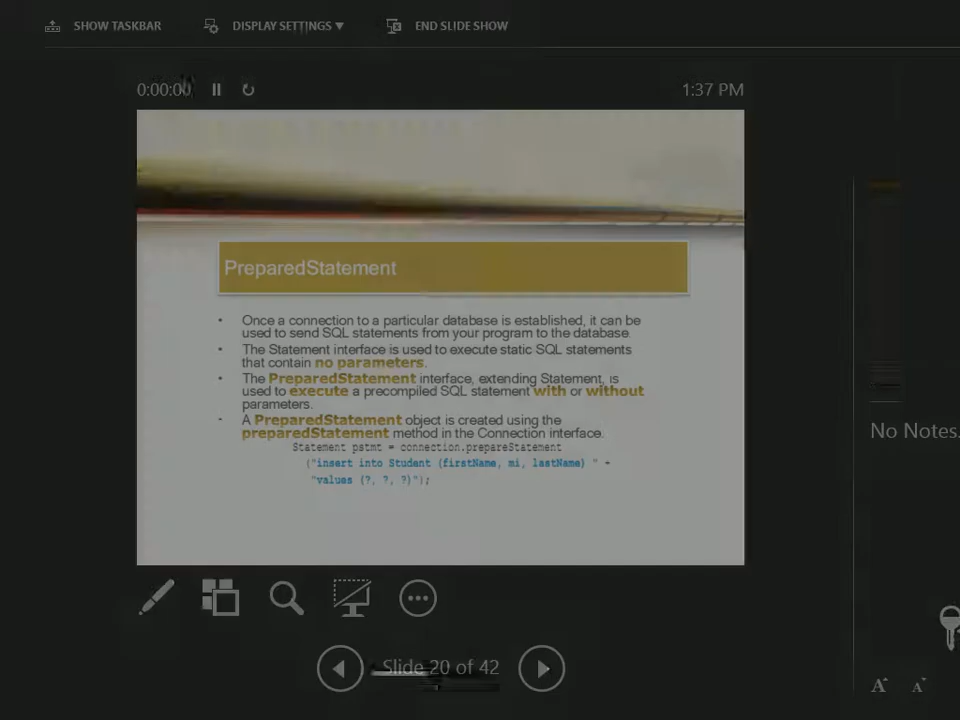 SHOW TASKBAR DISPLAY SETTINGS ▼ END SLIDE SHOW
0:00:00 1:37 PM
PreparedStatement
• Once a connection to a particular database is established, it can be
used to send SQL statements from your program to the database.
• The Statement interface is used to execute static SQL statements
that contain no parameters.
• The PreparedStatement interface, extending Statement, is
used to execute a precompiled SQL statement with or without
parameters.
• A PreparedStatement object is created using the
preparedStatement method in the Connection interface.
Statement pstmt = connection.prepareStatement
("insert into Student (firstName, mi, lastName) " +
"values (?, ?, ?)");
No Notes.
Slide 20 of 42
A A